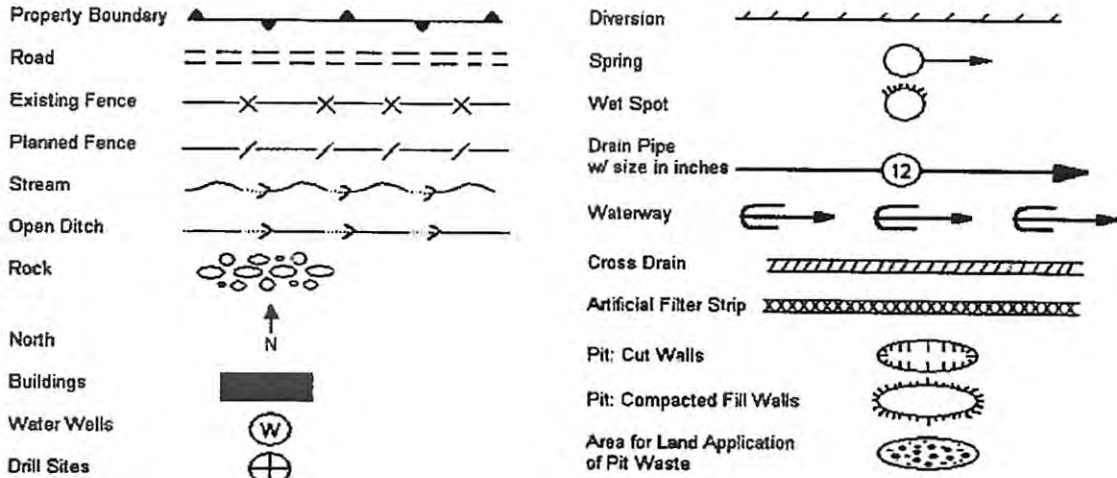 Property Boundary
Road
Existing Fence
Planned Fence
Stream
Open Ditch
Rock
North
N
Buildings
Water Wells
W
Drill Sites
Diversion
Spring
Wet Spot
Drain Pipe
w/ size in inches
12
Waterway
Cross Drain
Artificial Filter Strip
Pit: Cut Walls
Pit: Compacted Fill Walls
Area for Land Application
of Pit Waste